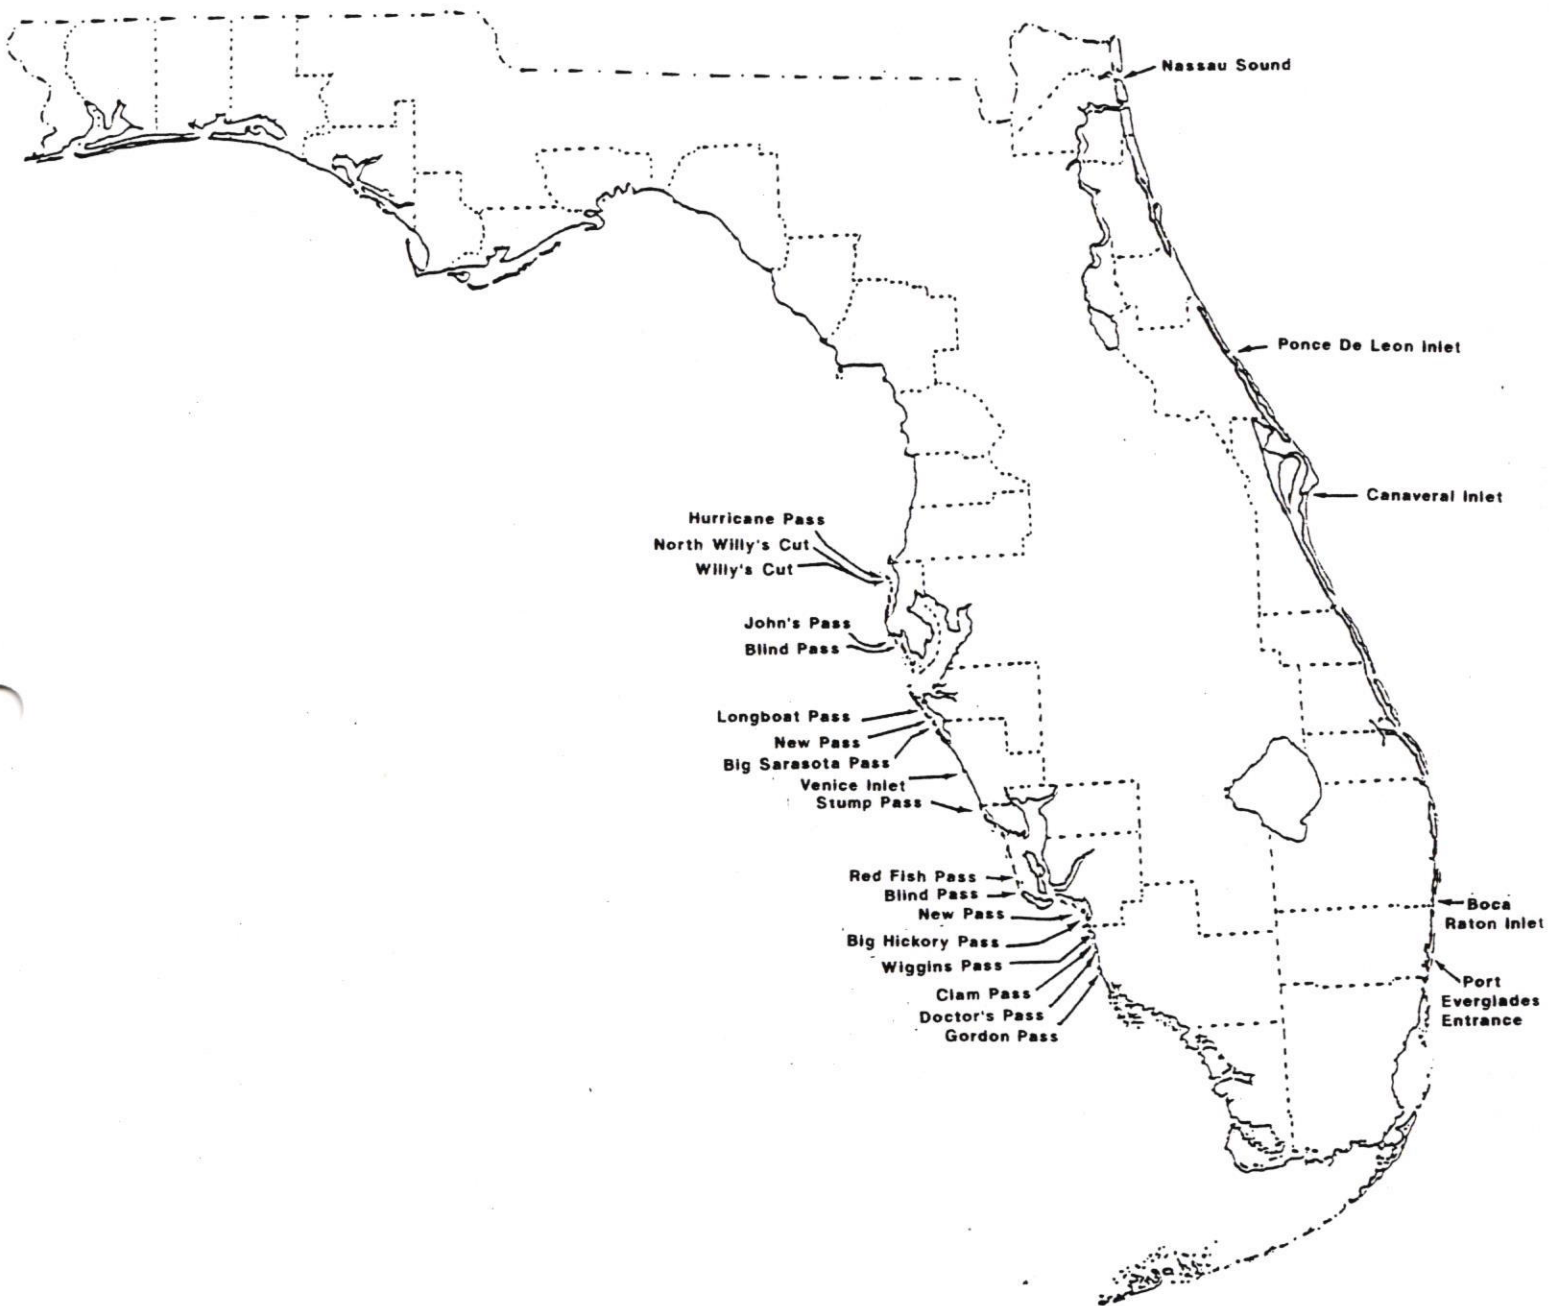 Nassau Sound
Ponce De Leon Inlet
Canaveral Inlet
Hurricane Pass
North Willy's Cut
Willy's Cut
John's Pass
Blind Pass
Longboat Pass
New Pass
Big Sarasota Pass
Venice Inlet
Stump Pass
Red Fish Pass
Blind Pass
New Pass
Big Hickory Pass
Wiggins Pass
Clam Pass
Doctor's Pass
Gordon Pass
Boca
Raton Inlet
Port
Everglades
Entrance